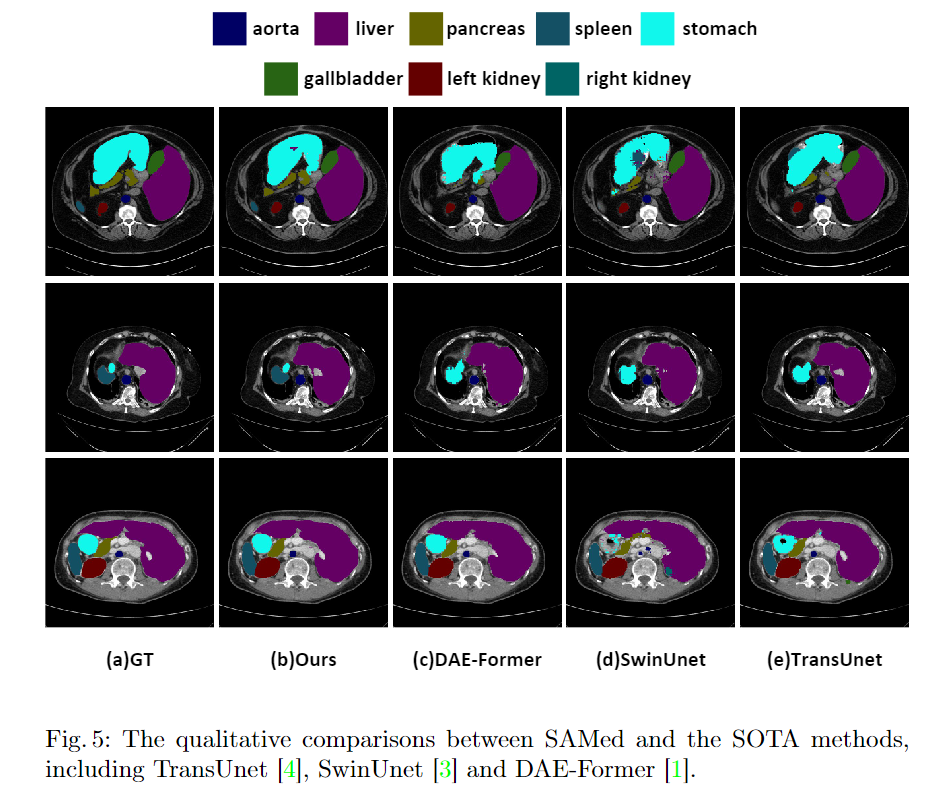 aorta liver pancreas spleen stomach
gallbladder left kidney right kidney
(a)GT (b)Ours (c)DAE-Former (d)SwinUnet (e)TransUnet
Fig. 5: The qualitative comparisons between SAMed and the SOTA methods,
including TransUnet [4], SwinUnet [3] and DAE-Former [1].